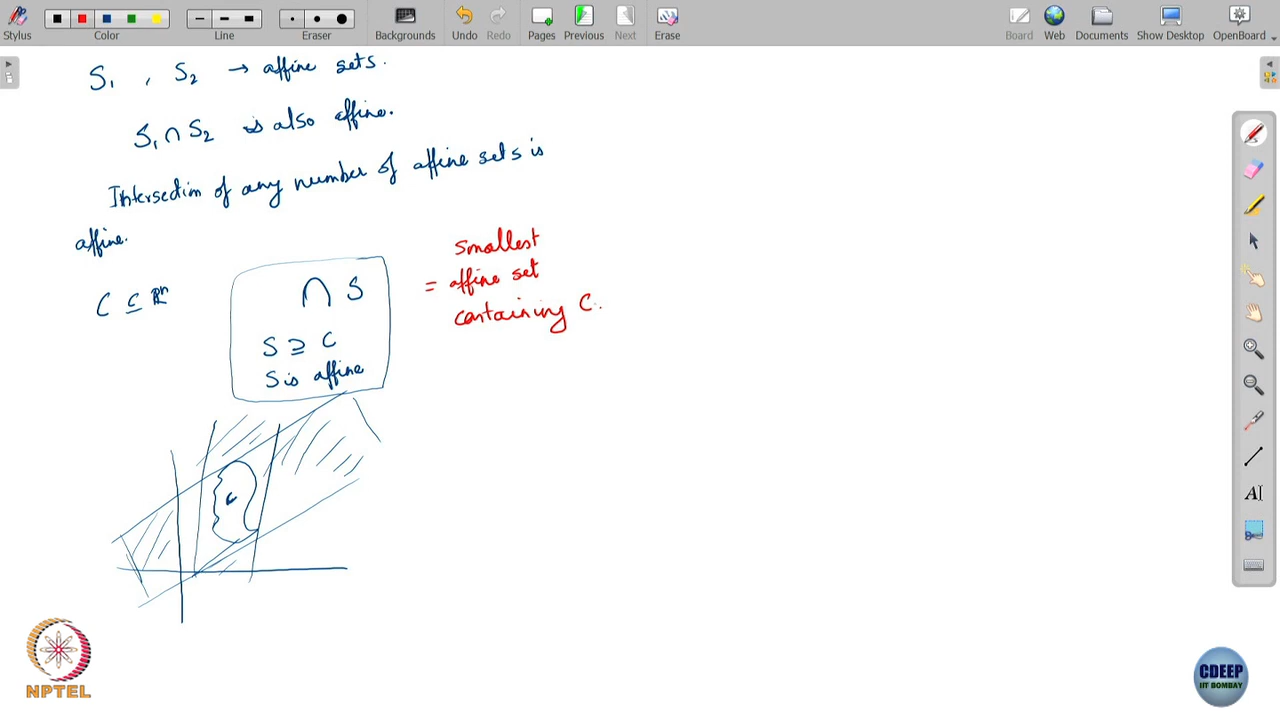 Stylus
Color
Line
Eraser
Backgrounds
Undo
Redo
Pages
Previous
Next
Erase
Board
Web
Documents
Show Desktop
OpenBoard
S₁ , S₂ → affine sets.
S₁ ∩ S₂ is also affine.
Intersection of any number of affine sets is
affine.
C ⊆ ℝⁿ
∩ S
S ⊇ C
S is affine
= smallest
affine set
containing C.
C
NPTEL
CDEEP
IIT BOMBAY